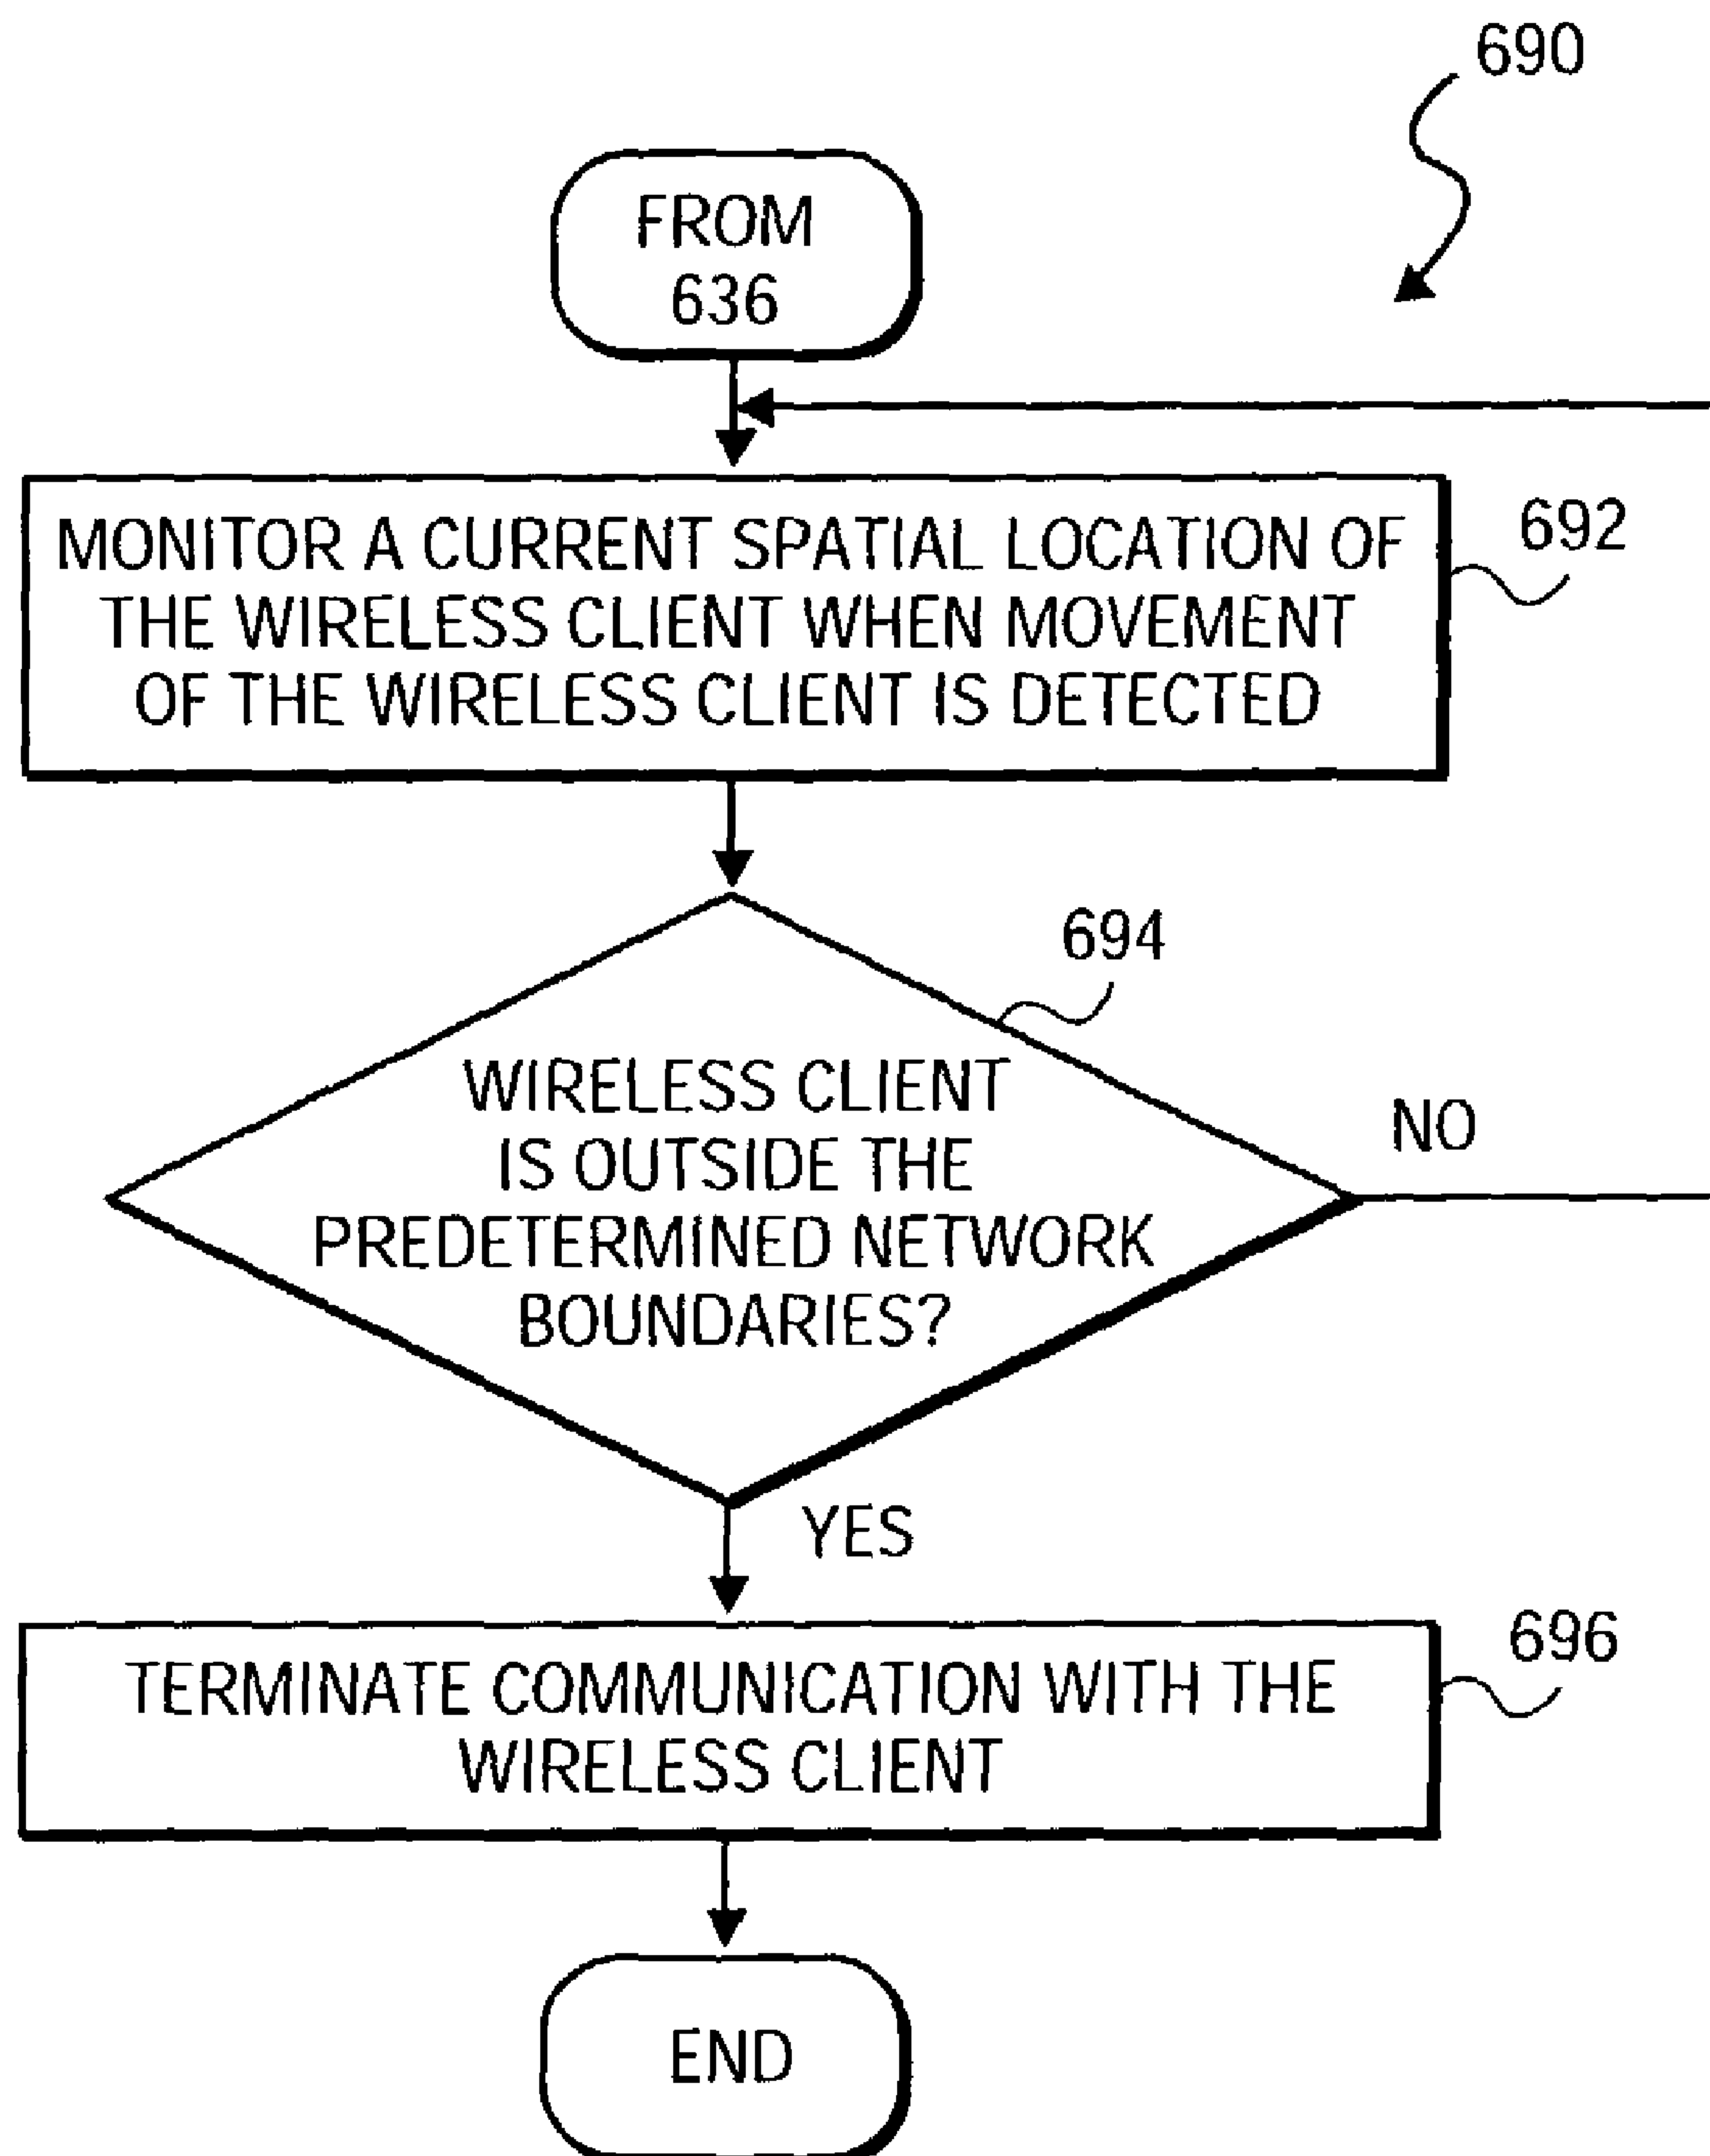 690
FROM
636
MONITOR A CURRENT SPATIAL LOCATION OF
THE WIRELESS CLIENT WHEN MOVEMENT
OF THE WIRELESS CLIENT IS DETECTED
692
694
WIRELESS CLIENT
IS OUTSIDE THE
PREDETERMINED NETWORK
BOUNDARIES?
NO
YES
TERMINATE COMMUNICATION WITH THE
WIRELESS CLIENT
696
END